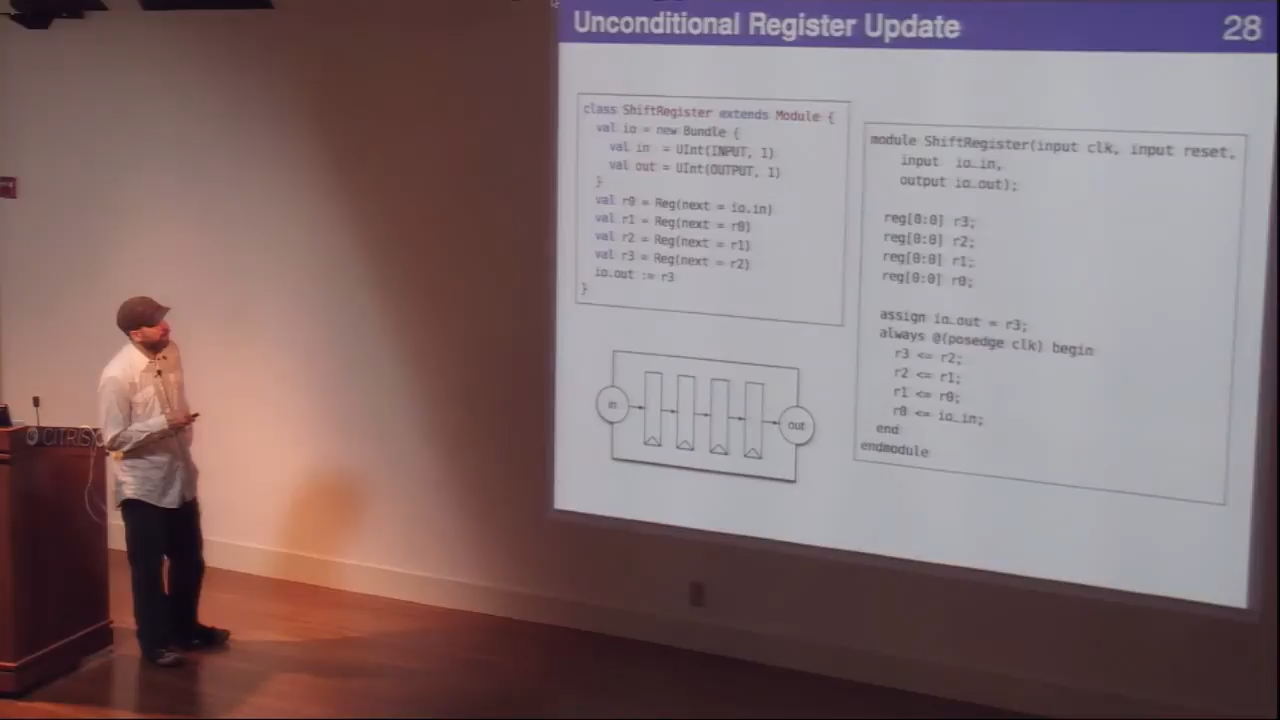 Unconditional Register Update 28
class ShiftRegister extends Module {
val io = new Bundle {
val in = UInt(INPUT, 1)
val out = UInt(OUTPUT, 1)
}
val r0 = Reg(next = io.in)
val r1 = Reg(next = r0)
val r2 = Reg(next = r1)
val r3 = Reg(next = r2)
io.out := r3
}
in
out
module ShiftRegister(input clk, input reset,
input io_in,
output io_out);
reg[0:0] r3;
reg[0:0] r2;
reg[0:0] r1;
reg[0:0] r0;
assign io_out = r3;
always @(posedge clk) begin
r3 <= r2;
r2 <= r1;
r1 <= r0;
r0 <= io_in;
end
endmodule
CITRIS